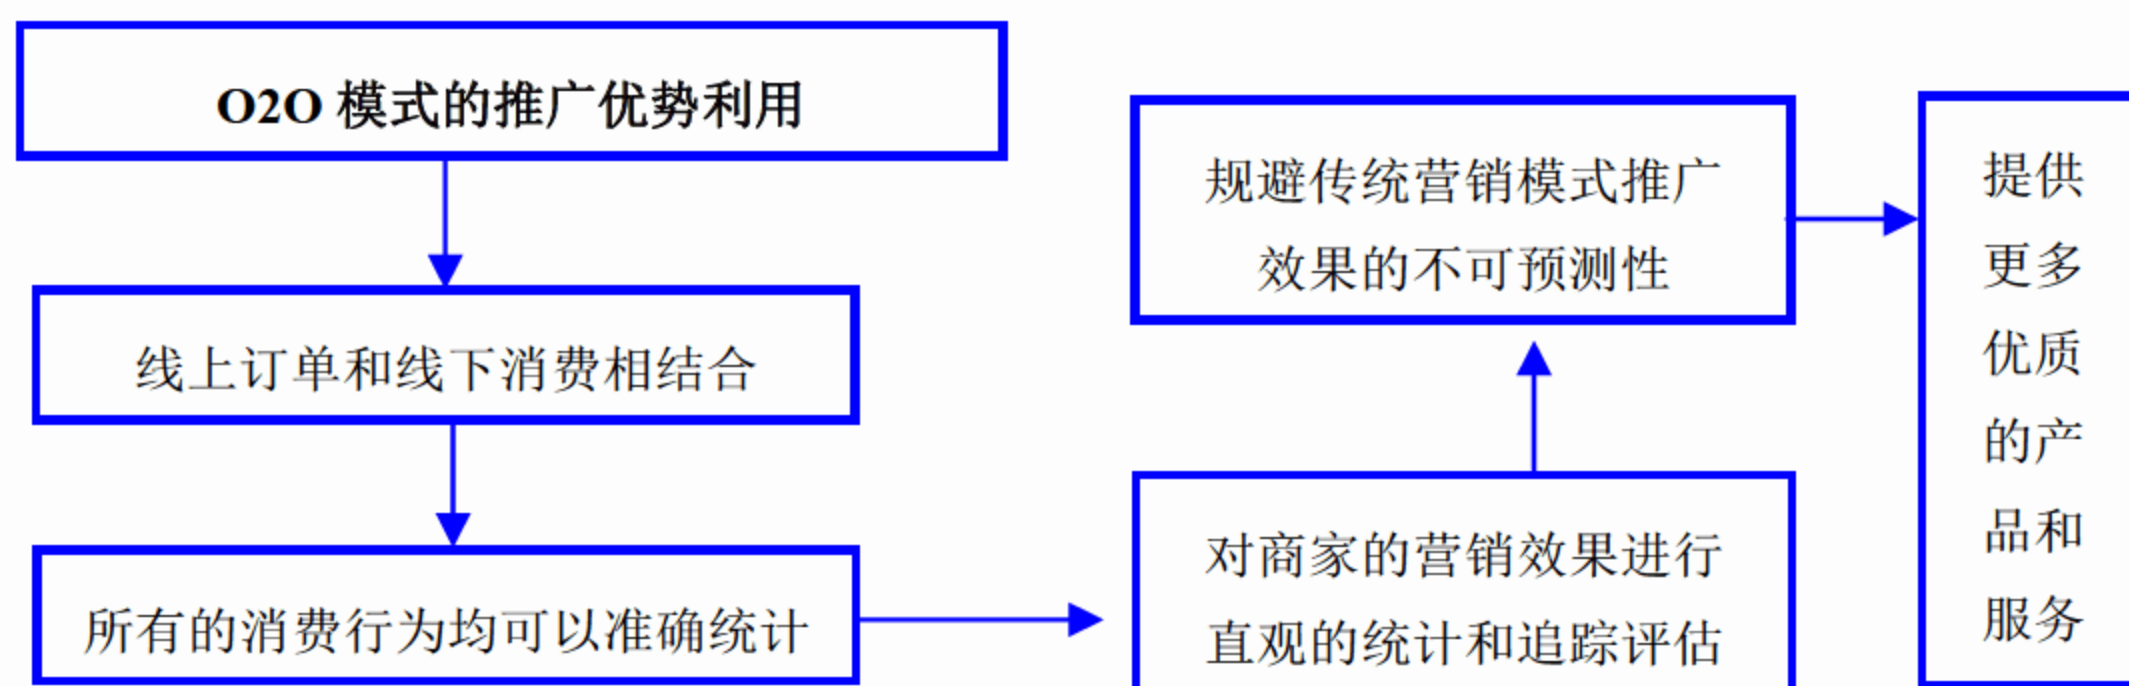 O2O 模式的推广优势利用
线上订单和线下消费相结合
所有的消费行为均可以准确统计
对商家的营销效果进行
直观的统计和追踪评估
规避传统营销模式推广
效果的不可预测性
提供
更多
优质
的产
品和
服务